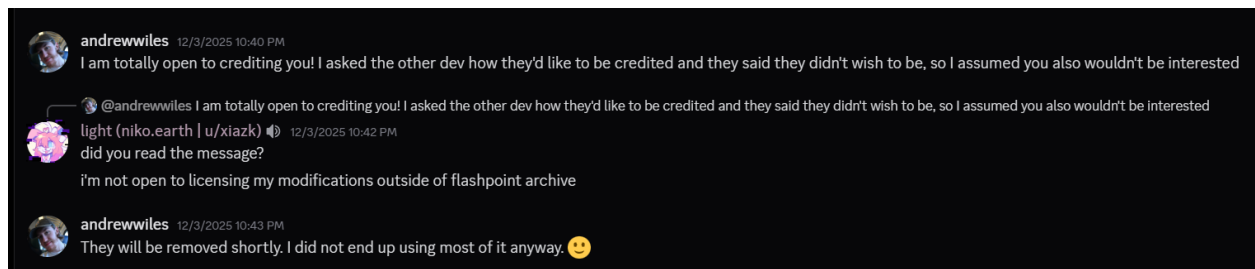 andrewwiles 12/3/2025 10:40 PM
I am totally open to crediting you! I asked the other dev how they'd like to be credited and they said they didn't wish to be, so I assumed you also wouldn't be interested
@andrewwiles I am totally open to crediting you! I asked the other dev how they'd like to be credited and they said they didn't wish to be, so I assumed you also wouldn't be interested
light (niko.earth | u/xiazk) 12/3/2025 10:42 PM
did you read the message?
i'm not open to licensing my modifications outside of flashpoint archive
andrewwiles 12/3/2025 10:43 PM
They will be removed shortly. I did not end up using most of it anyway. 🙂